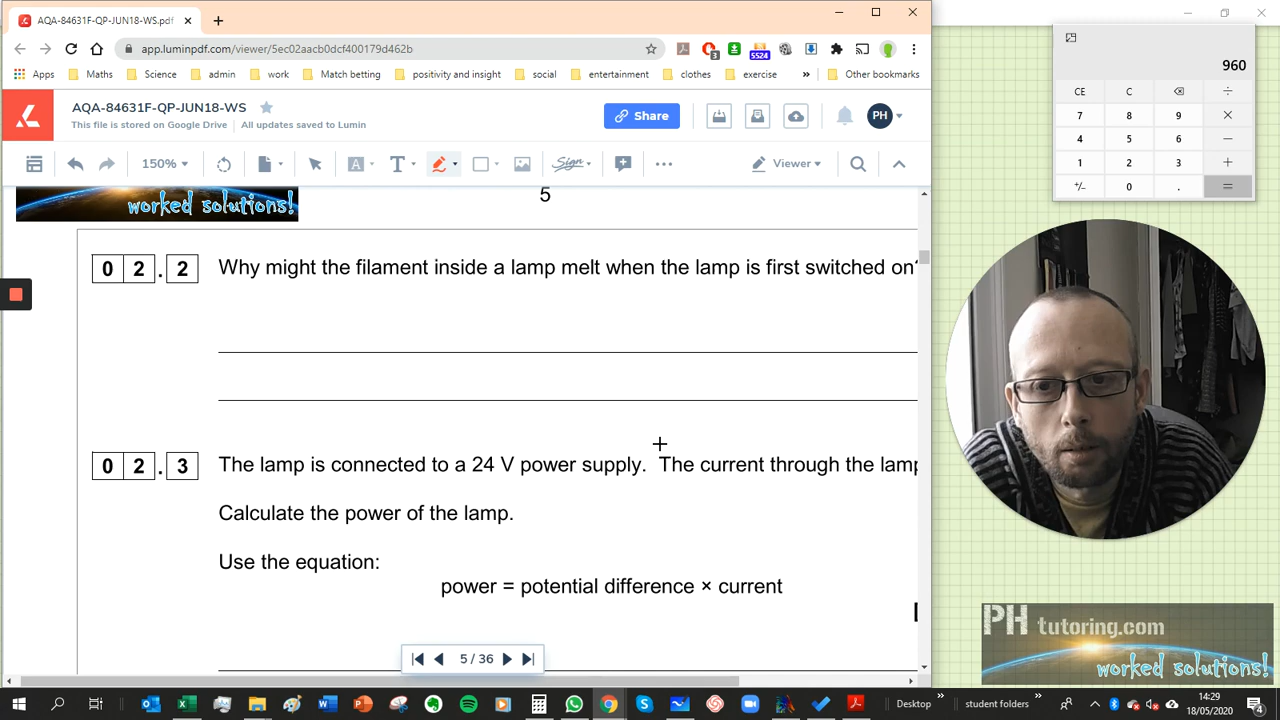 AQA-84631F-QP-JUN18-WS.pdf
app.luminpdf.com/viewer/5ec02aacb0dcf400179d462b
3
5524
Apps
Maths
Science
admin
work
Match betting
positivity and insight
social
entertainment
clothes
exercise
»
Other bookmarks
AQA-84631F-QP-JUN18-WS
This file is stored on Google Drive
All updates saved to Lumin
Share
PH
150%
A
T
Sign
Viewer
worked solutions!
5
0 2 . 2 Why might the filament inside a lamp melt when the lamp is first switched on?
0 2 . 3 The lamp is connected to a 24 V power supply. The current through the lamp
Calculate the power of the lamp.
Use the equation:
power = potential difference × current
[
5 / 36
960
CE C ÷
7 8 9 ×
4 5 6 −
1 2 3 +
+/- 0 . =
PH tutoring.com
worked solutions!
Desktop
»
student folders
»
14:29
18/05/2020
4